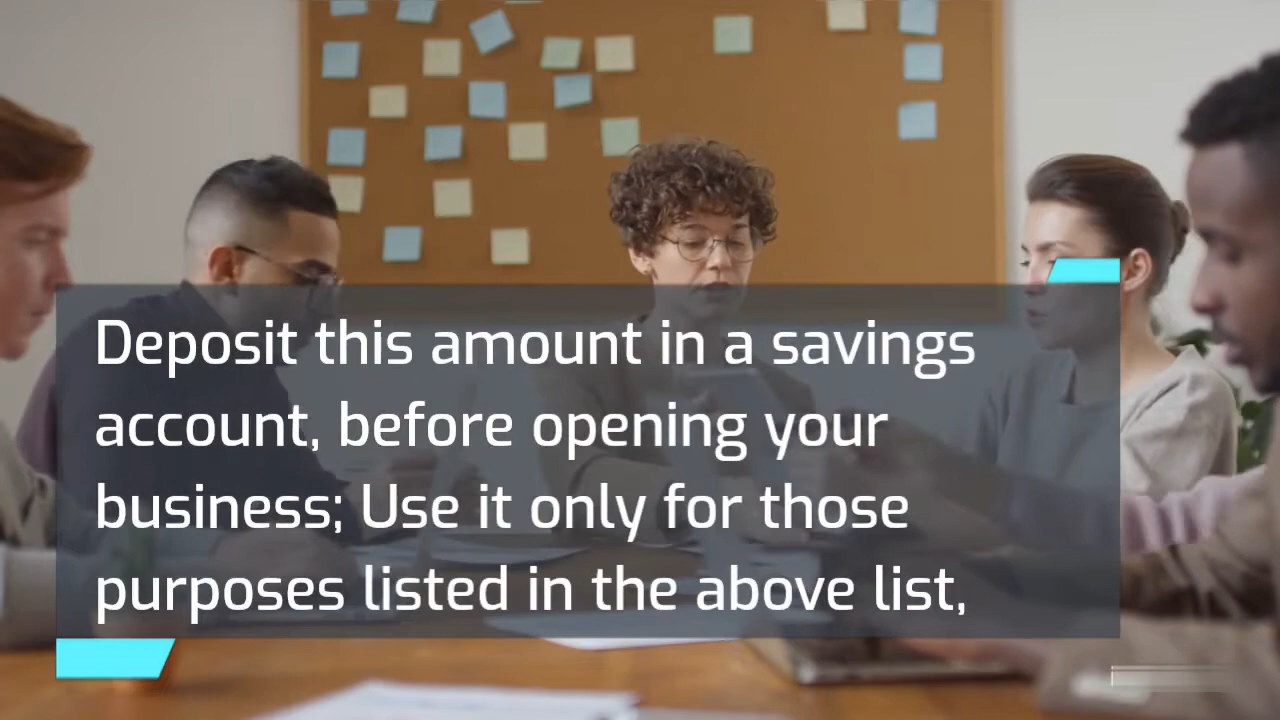 Deposit this amount in a savings
account, before opening your
business; Use it only for those
purposes listed in the above list,